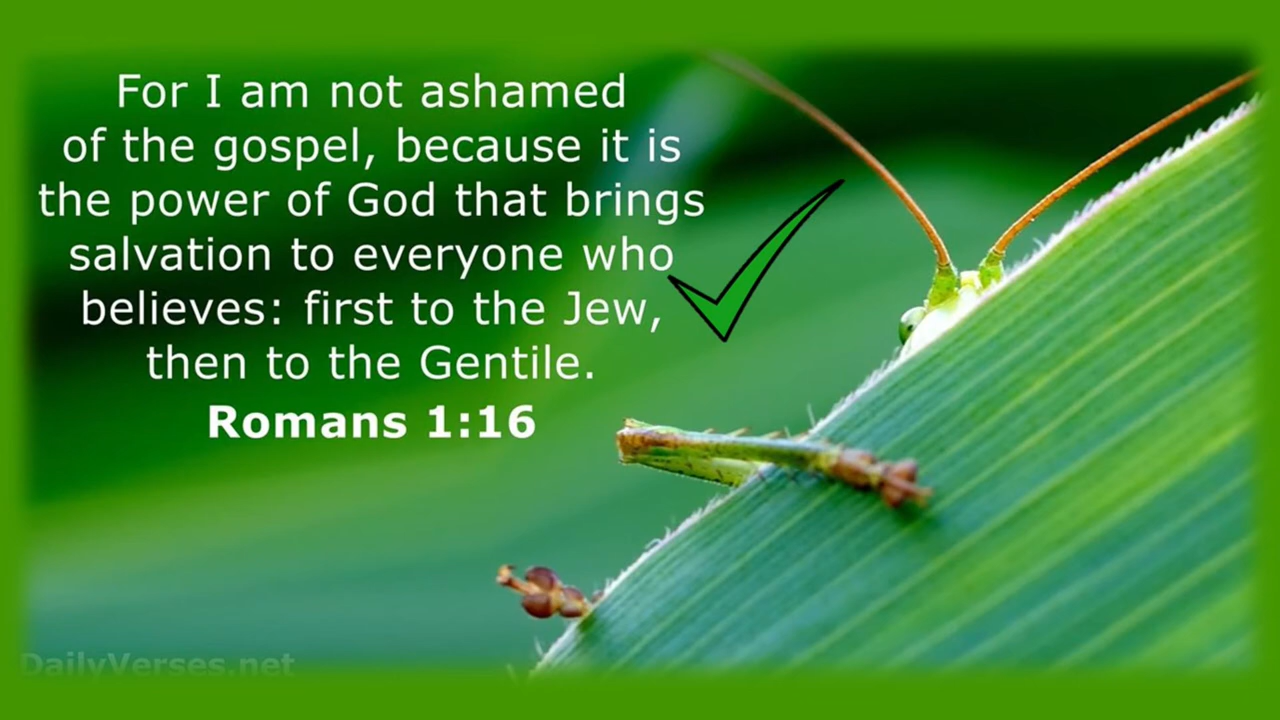 For I am not ashamed
of the gospel, because it is
the power of God that brings
salvation to everyone who
believes: first to the Jew,
then to the Gentile.
Romans 1:16
DailyVerses.net